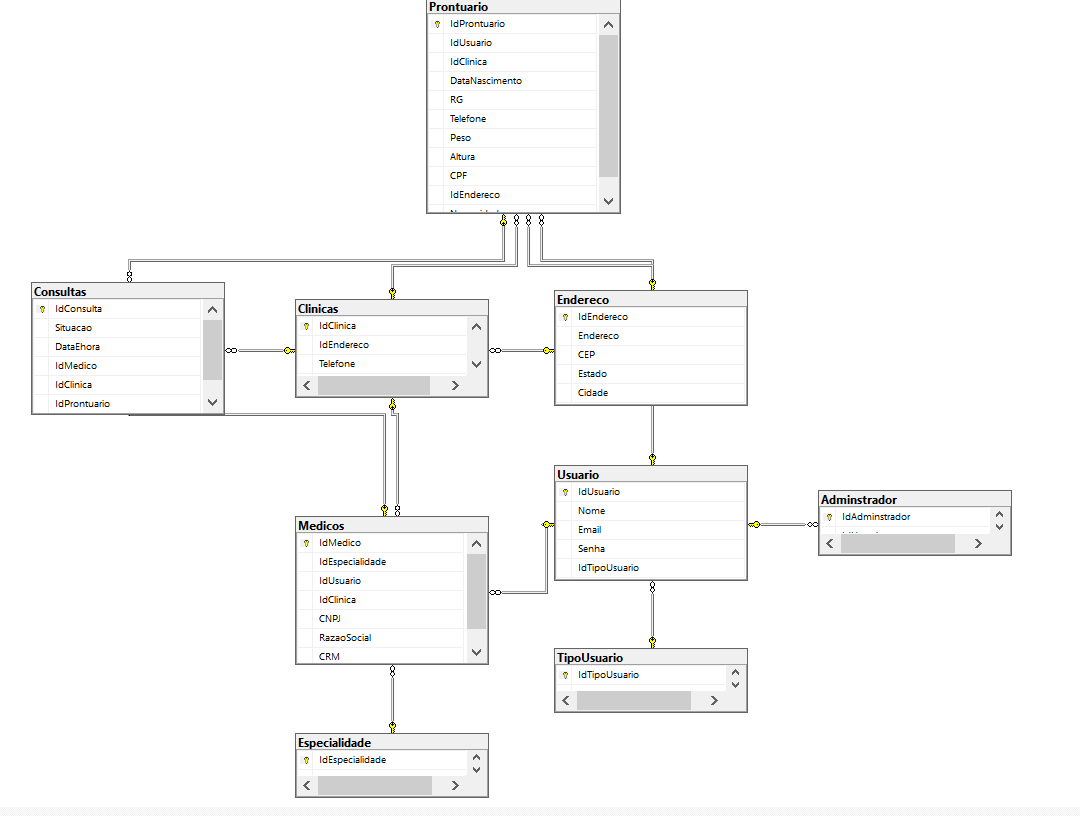 Prontuario
IdProntuario
IdUsuario
IdClinica
DataNascimento
RG
Telefone
Peso
Altura
CPF
IdEndereco
Consultas
IdConsulta
Situacao
DataEhora
IdMedico
IdClinica
IdProntuario
Clinicas
IdClinica
IdEndereco
Telefone
Endereco
IdEndereco
Endereco
CEP
Estado
Cidade
Usuario
IdUsuario
Nome
Email
Senha
IdTipoUsuario
Adminstrador
IdAdminstrador
Medicos
IdMedico
IdEspecialidade
IdUsuario
IdClinica
CNPJ
RazaoSocial
CRM
TipoUsuario
IdTipoUsuario
Especialidade
IdEspecialidade